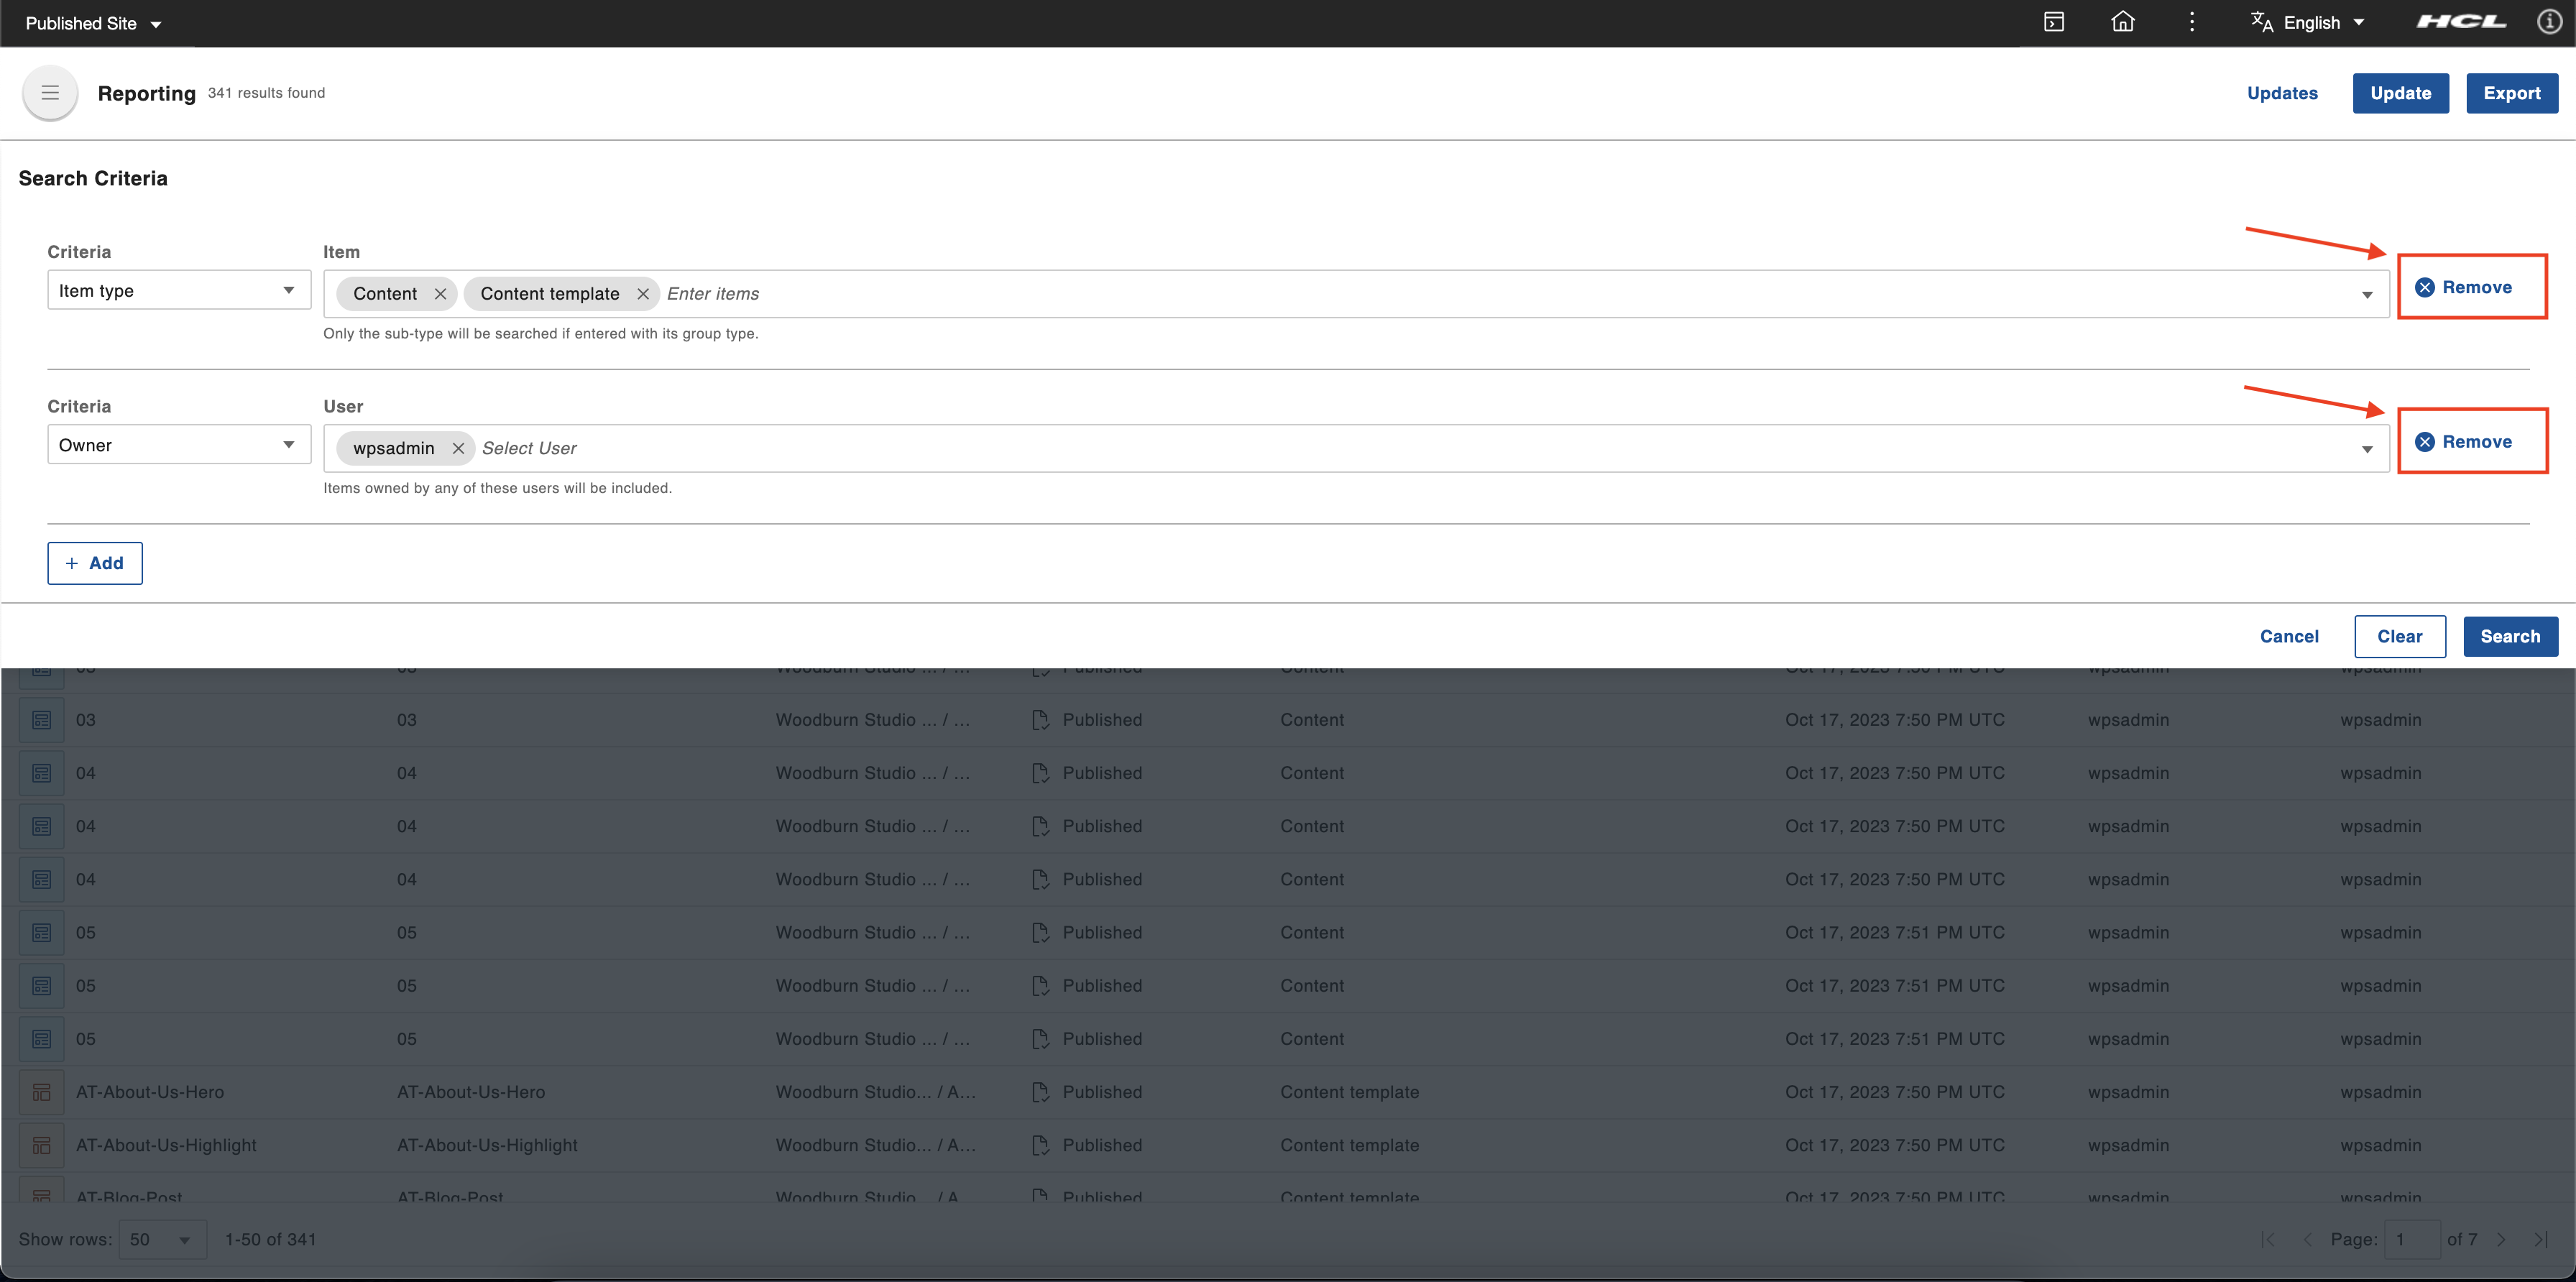 Published Site English HCL
Reporting 341 results found Updates Update Export
Search Criteria
Criteria Item
Item type Content Content template Enter items Remove
Only the sub-type will be searched if entered with its group type.
Criteria User
Owner wpsadmin Select User Remove
Items owned by any of these users will be included.
+ Add
Cancel Clear Search
03 03 Woodburn Studio ... / ... Published Content Oct 17, 2023 7:50 PM UTC wpsadmin wpsadmin
04 04 Woodburn Studio ... / ... Published Content Oct 17, 2023 7:50 PM UTC wpsadmin wpsadmin
04 04 Woodburn Studio ... / ... Published Content Oct 17, 2023 7:50 PM UTC wpsadmin wpsadmin
04 04 Woodburn Studio ... / ... Published Content Oct 17, 2023 7:50 PM UTC wpsadmin wpsadmin
05 05 Woodburn Studio ... / ... Published Content Oct 17, 2023 7:51 PM UTC wpsadmin wpsadmin
05 05 Woodburn Studio ... / ... Published Content Oct 17, 2023 7:51 PM UTC wpsadmin wpsadmin
05 05 Woodburn Studio ... / ... Published Content Oct 17, 2023 7:51 PM UTC wpsadmin wpsadmin
AT-About-Us-Hero AT-About-Us-Hero Woodburn Studio... / A... Published Content template Oct 17, 2023 7:50 PM UTC wpsadmin wpsadmin
AT-About-Us-Highlight AT-About-Us-Highlight Woodburn Studio... / A... Published Content template Oct 17, 2023 7:50 PM UTC wpsadmin wpsadmin
AT-Blog-Post AT-Blog-Post Woodburn Studio... / A... Published Content template Oct 17, 2023 7:50 PM UTC wpsadmin wpsadmin
Show rows: 50 1-50 of 341 Page: 1 of 7